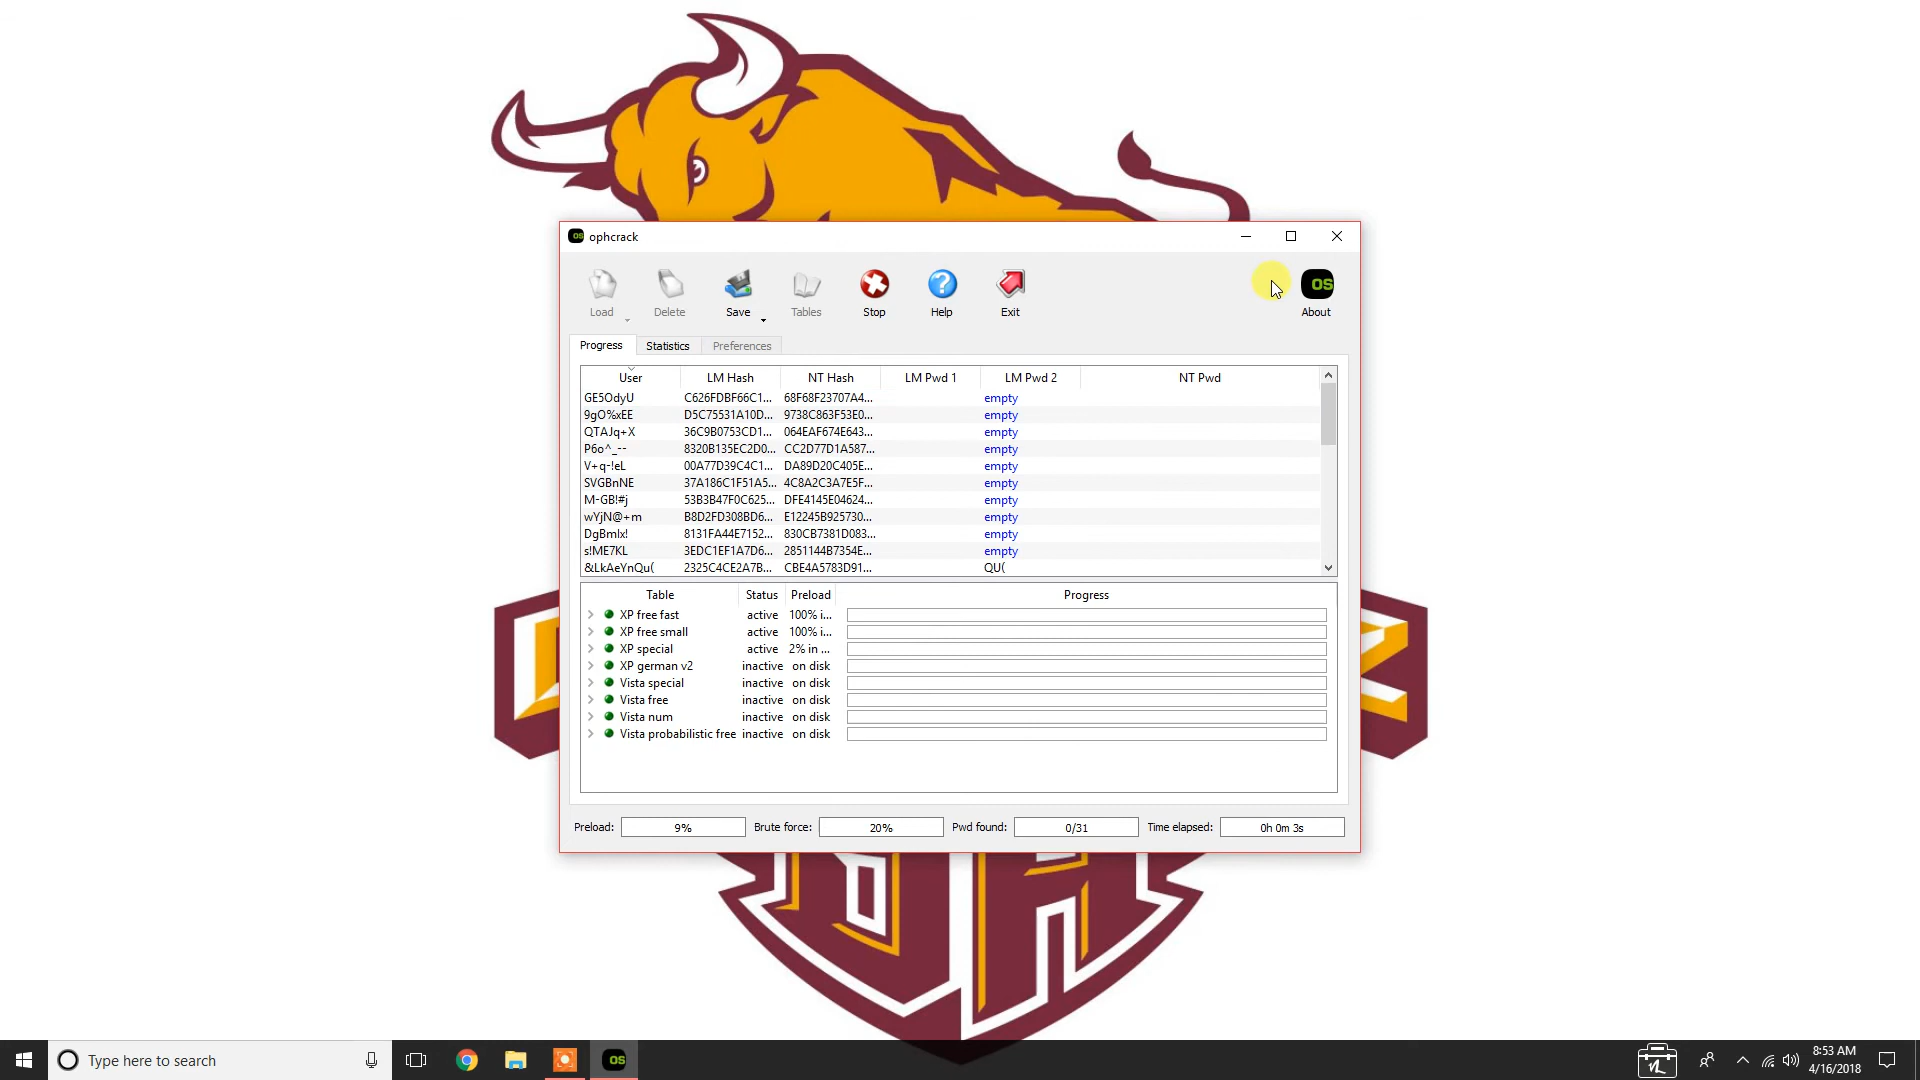 OS ophcrack
Load Delete Save Tables Stop Help Exit OS About
Progress Statistics Preferences
User LM Hash NT Hash LM Pwd 1 LM Pwd 2 NT Pwd
GE5OdyU C626FDBF66C1... 68F68F23707A4... empty
9gO%xEE D5C75531A10D... 9738C863F53E0... empty
QTAJq+X 36C9B0753CD1... 064EAF674E643... empty
P6o^_-- 8320B135EC2D0... CC2D77D1A587... empty
V+q-!eL 00A77D39C4C1... DA89D20C405E... empty
SVGBnNE 37A186C1F51A5... 4C8A2C3A7E5F... empty
M-GB!#j 53B3B47F0C625... DFE4145E04624... empty
wYjN@+m B8D2FD308BD6... E12245B925730... empty
DgBmIx! 8131FA44E7152... 830CB7381D083... empty
s!ME7KL 3EDC1EF1A7D6... 2851144B7354E... empty
&LkAeYnQu( 2325C4CE2A7B... CBE4A5783D91... QU(
Table Status Preload Progress
XP free fast active 100% i...
XP free small active 100% i...
XP special active 2% in ...
XP german v2 inactive on disk
Vista special inactive on disk
Vista free inactive on disk
Vista num inactive on disk
Vista probabilistic free inactive on disk
Preload: 9% Brute force: 20% Pwd found: 0/31 Time elapsed: 0h 0m 3s
Type here to search
OS
8:53 AM
4/16/2018